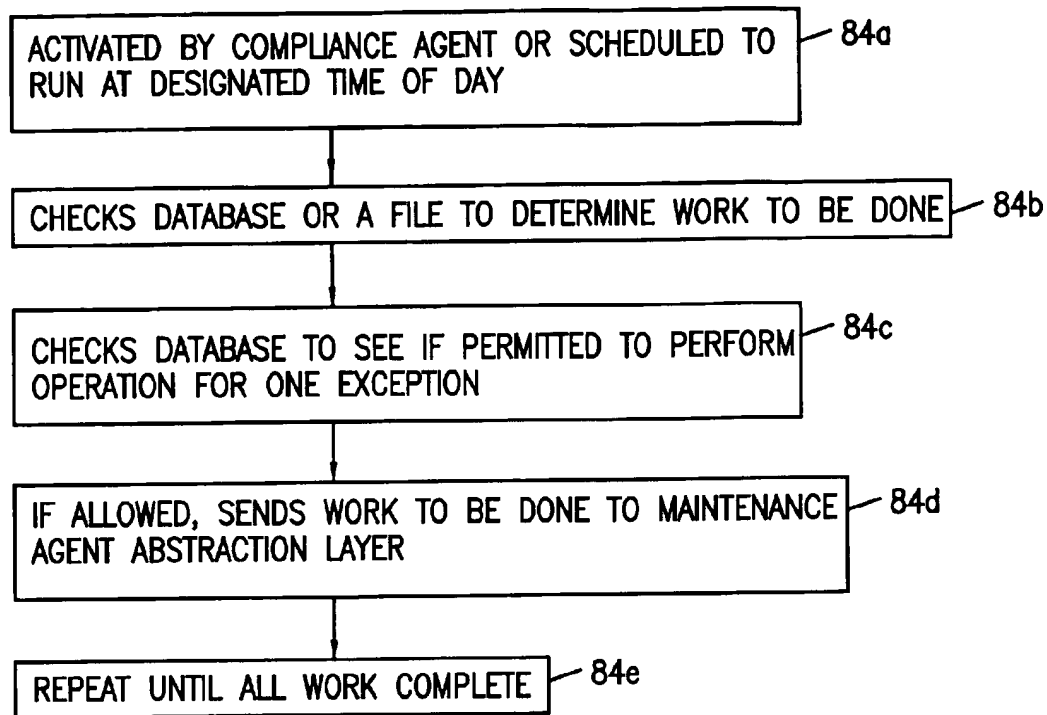 ACTIVATED BY COMPLIANCE AGENT OR SCHEDULED TO
RUN AT DESIGNATED TIME OF DAY
84a
CHECKS DATABASE OR A FILE TO DETERMINE WORK TO BE DONE
84b
CHECKS DATABASE TO SEE IF PERMITTED TO PERFORM
OPERATION FOR ONE EXCEPTION
84c
IF ALLOWED, SENDS WORK TO BE DONE TO MAINTENANCE
AGENT ABSTRACTION LAYER
84d
REPEAT UNTIL ALL WORK COMPLETE
84e